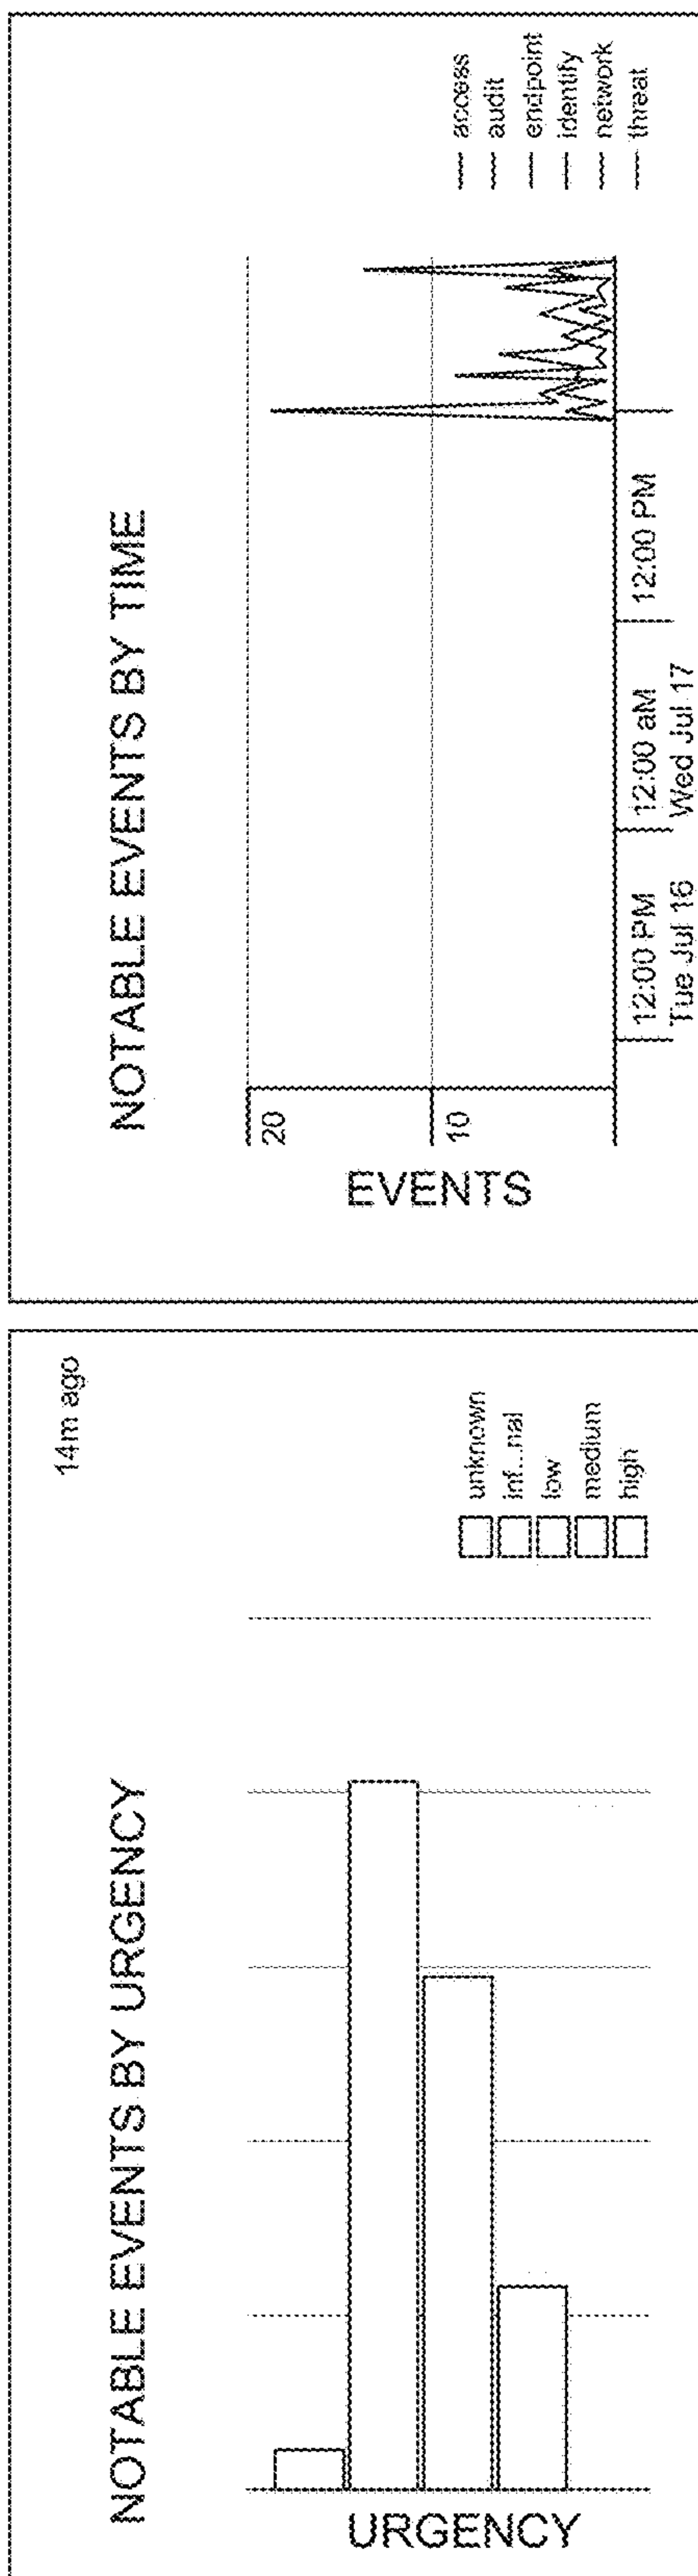 NOTABLE EVENTS BY URGENCY
14m ago
URGENCY
unknown
inf...nal
low
medium
high
NOTABLE EVENTS BY TIME
EVENTS
20
10
12:00 PM
Tue Jul 16
12:00 aM
Wed Jul 17
12:00 PM
access
audit
endpoint
identify
network
threat